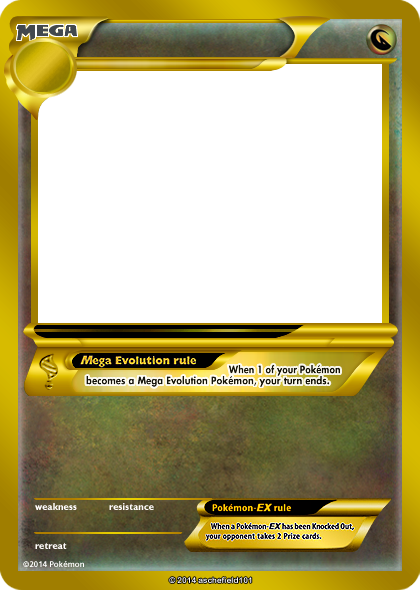 MEGA
Mega Evolution rule
When 1 of your Pokémon
becomes a Mega Evolution Pokémon, your turn ends.
weakness resistance
Pokémon-EX rule
When a Pokémon-EX has been Knocked Out,
your opponent takes 2 Prize cards.
retreat
©2014 Pokémon
© 2014 aschefield101